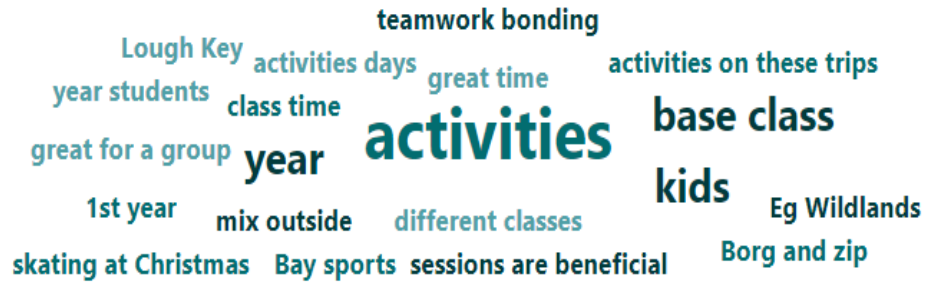 teamwork bonding
Lough Key
activities days
great time
activities on these trips
year students
class time
activities
base class
great for a group
year
kids
1st year
mix outside
different classes
Eg Wildlands
skating at Christmas
Bay sports
sessions are beneficial
Borg and zip